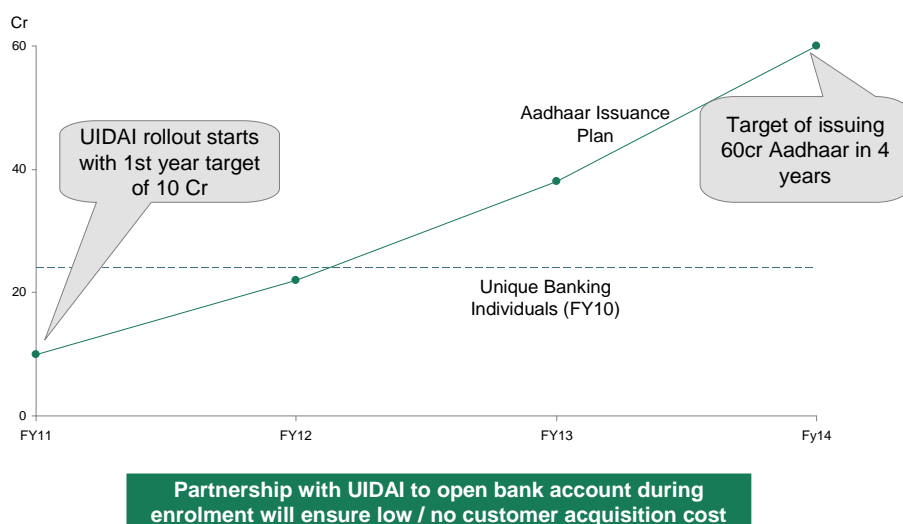 Cr
60
UIDAI rollout starts
with 1st year target
of 10 Cr
Aadhaar Issuance
Plan
Target of issuing
60cr Aadhaar in 4
years
40
Unique Banking
Individuals (FY10)
20
0
FY11
FY12
FY13
Fy14
Partnership with UIDAI to open bank account during
enrolment will ensure low / no customer acquisition cost